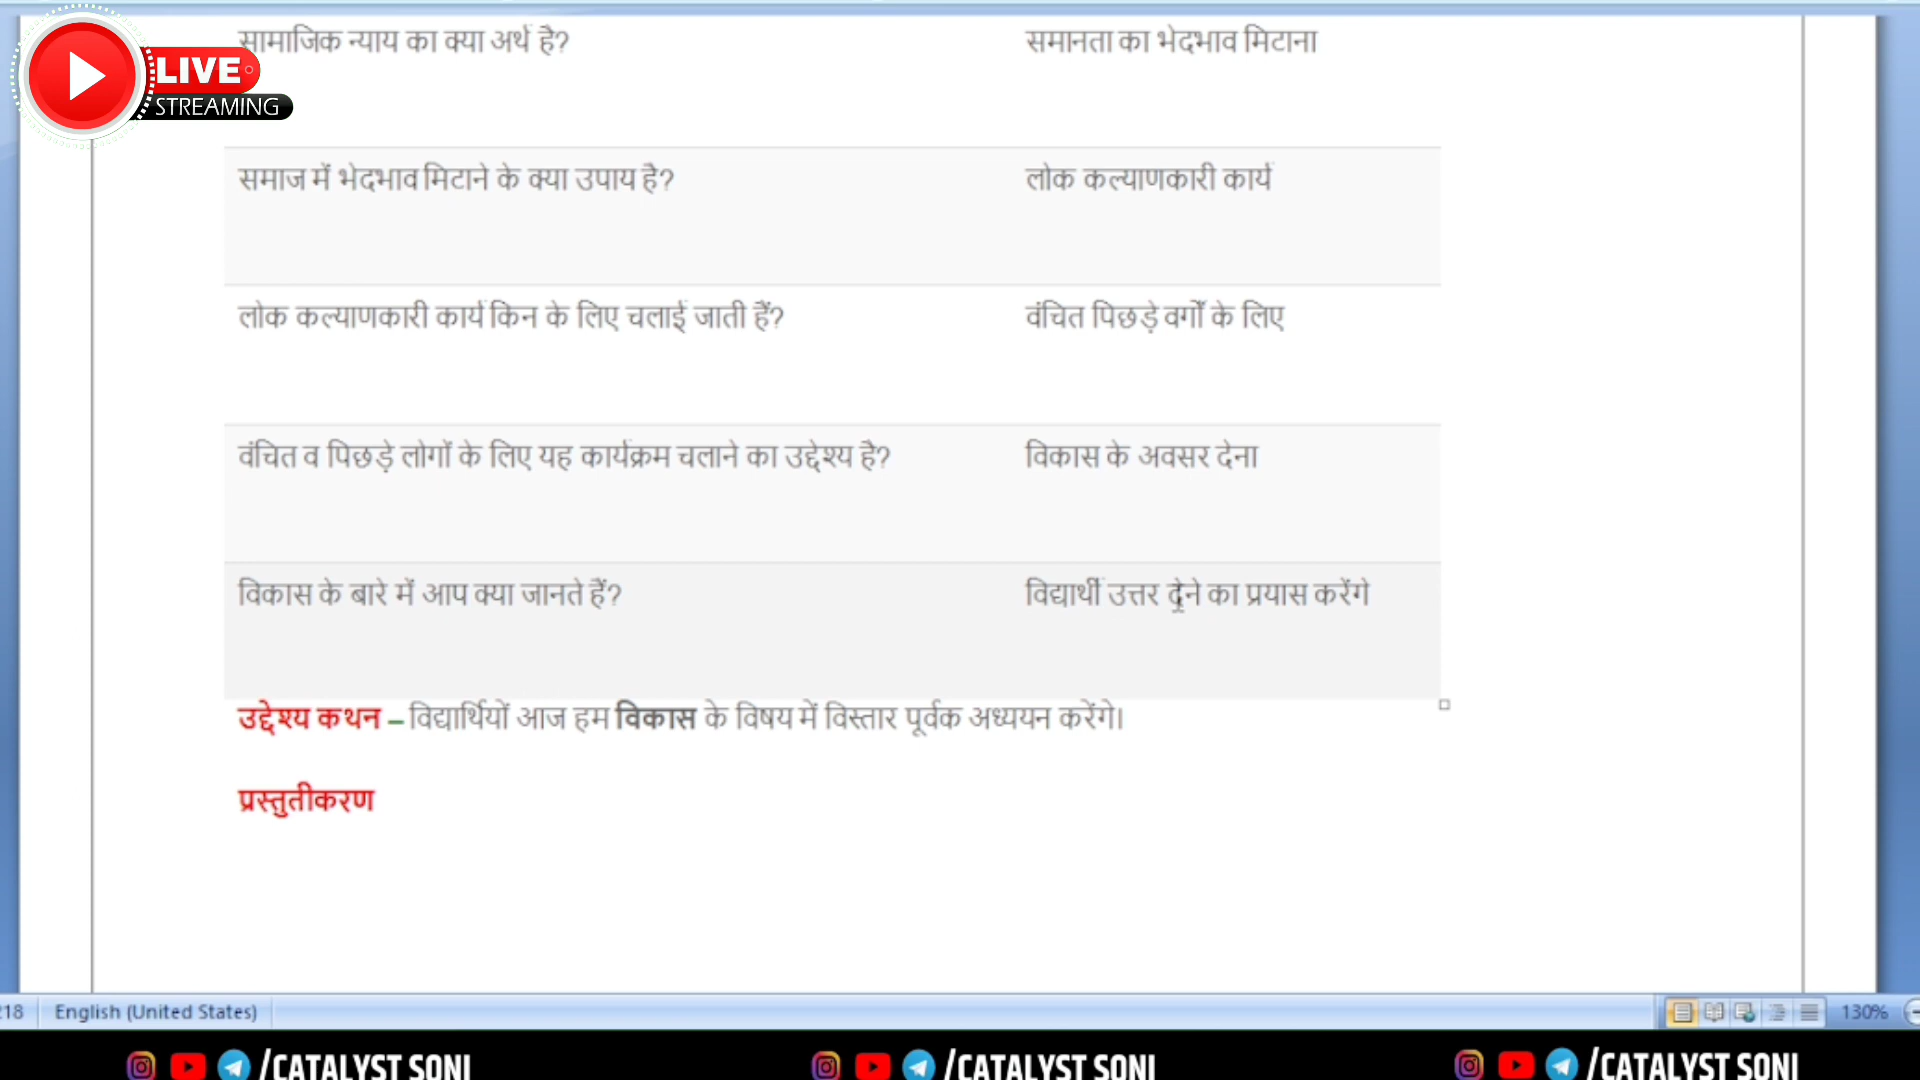 सामाजिक न्याय का क्या अर्थ है? समानता का भेदभाव मिटाना
LIVE
STREAMING
समाज में भेदभाव मिटाने के क्या उपाय है? लोक कल्याणकारी कार्य
लोक कल्याणकारी कार्य किन के लिए चलाई जाती हैं? वंचित पिछड़े वर्गों के लिए
वंचित व पिछड़े लोगों के लिए यह कार्यक्रम चलाने का उद्देश्य है? विकास के अवसर देना
विकास के बारे में आप क्या जानते हैं? विद्यार्थी उत्तर देने का प्रयास करेंगे
उद्देश्य कथन – विद्यार्थियों आज हम विकास के विषय में विस्तार पूर्वक अध्ययन करेंगे।
प्रस्तुतीकरण
218 English (United States) 130%
/CATALYST SONI /CATALYST SONI /CATALYST SONI